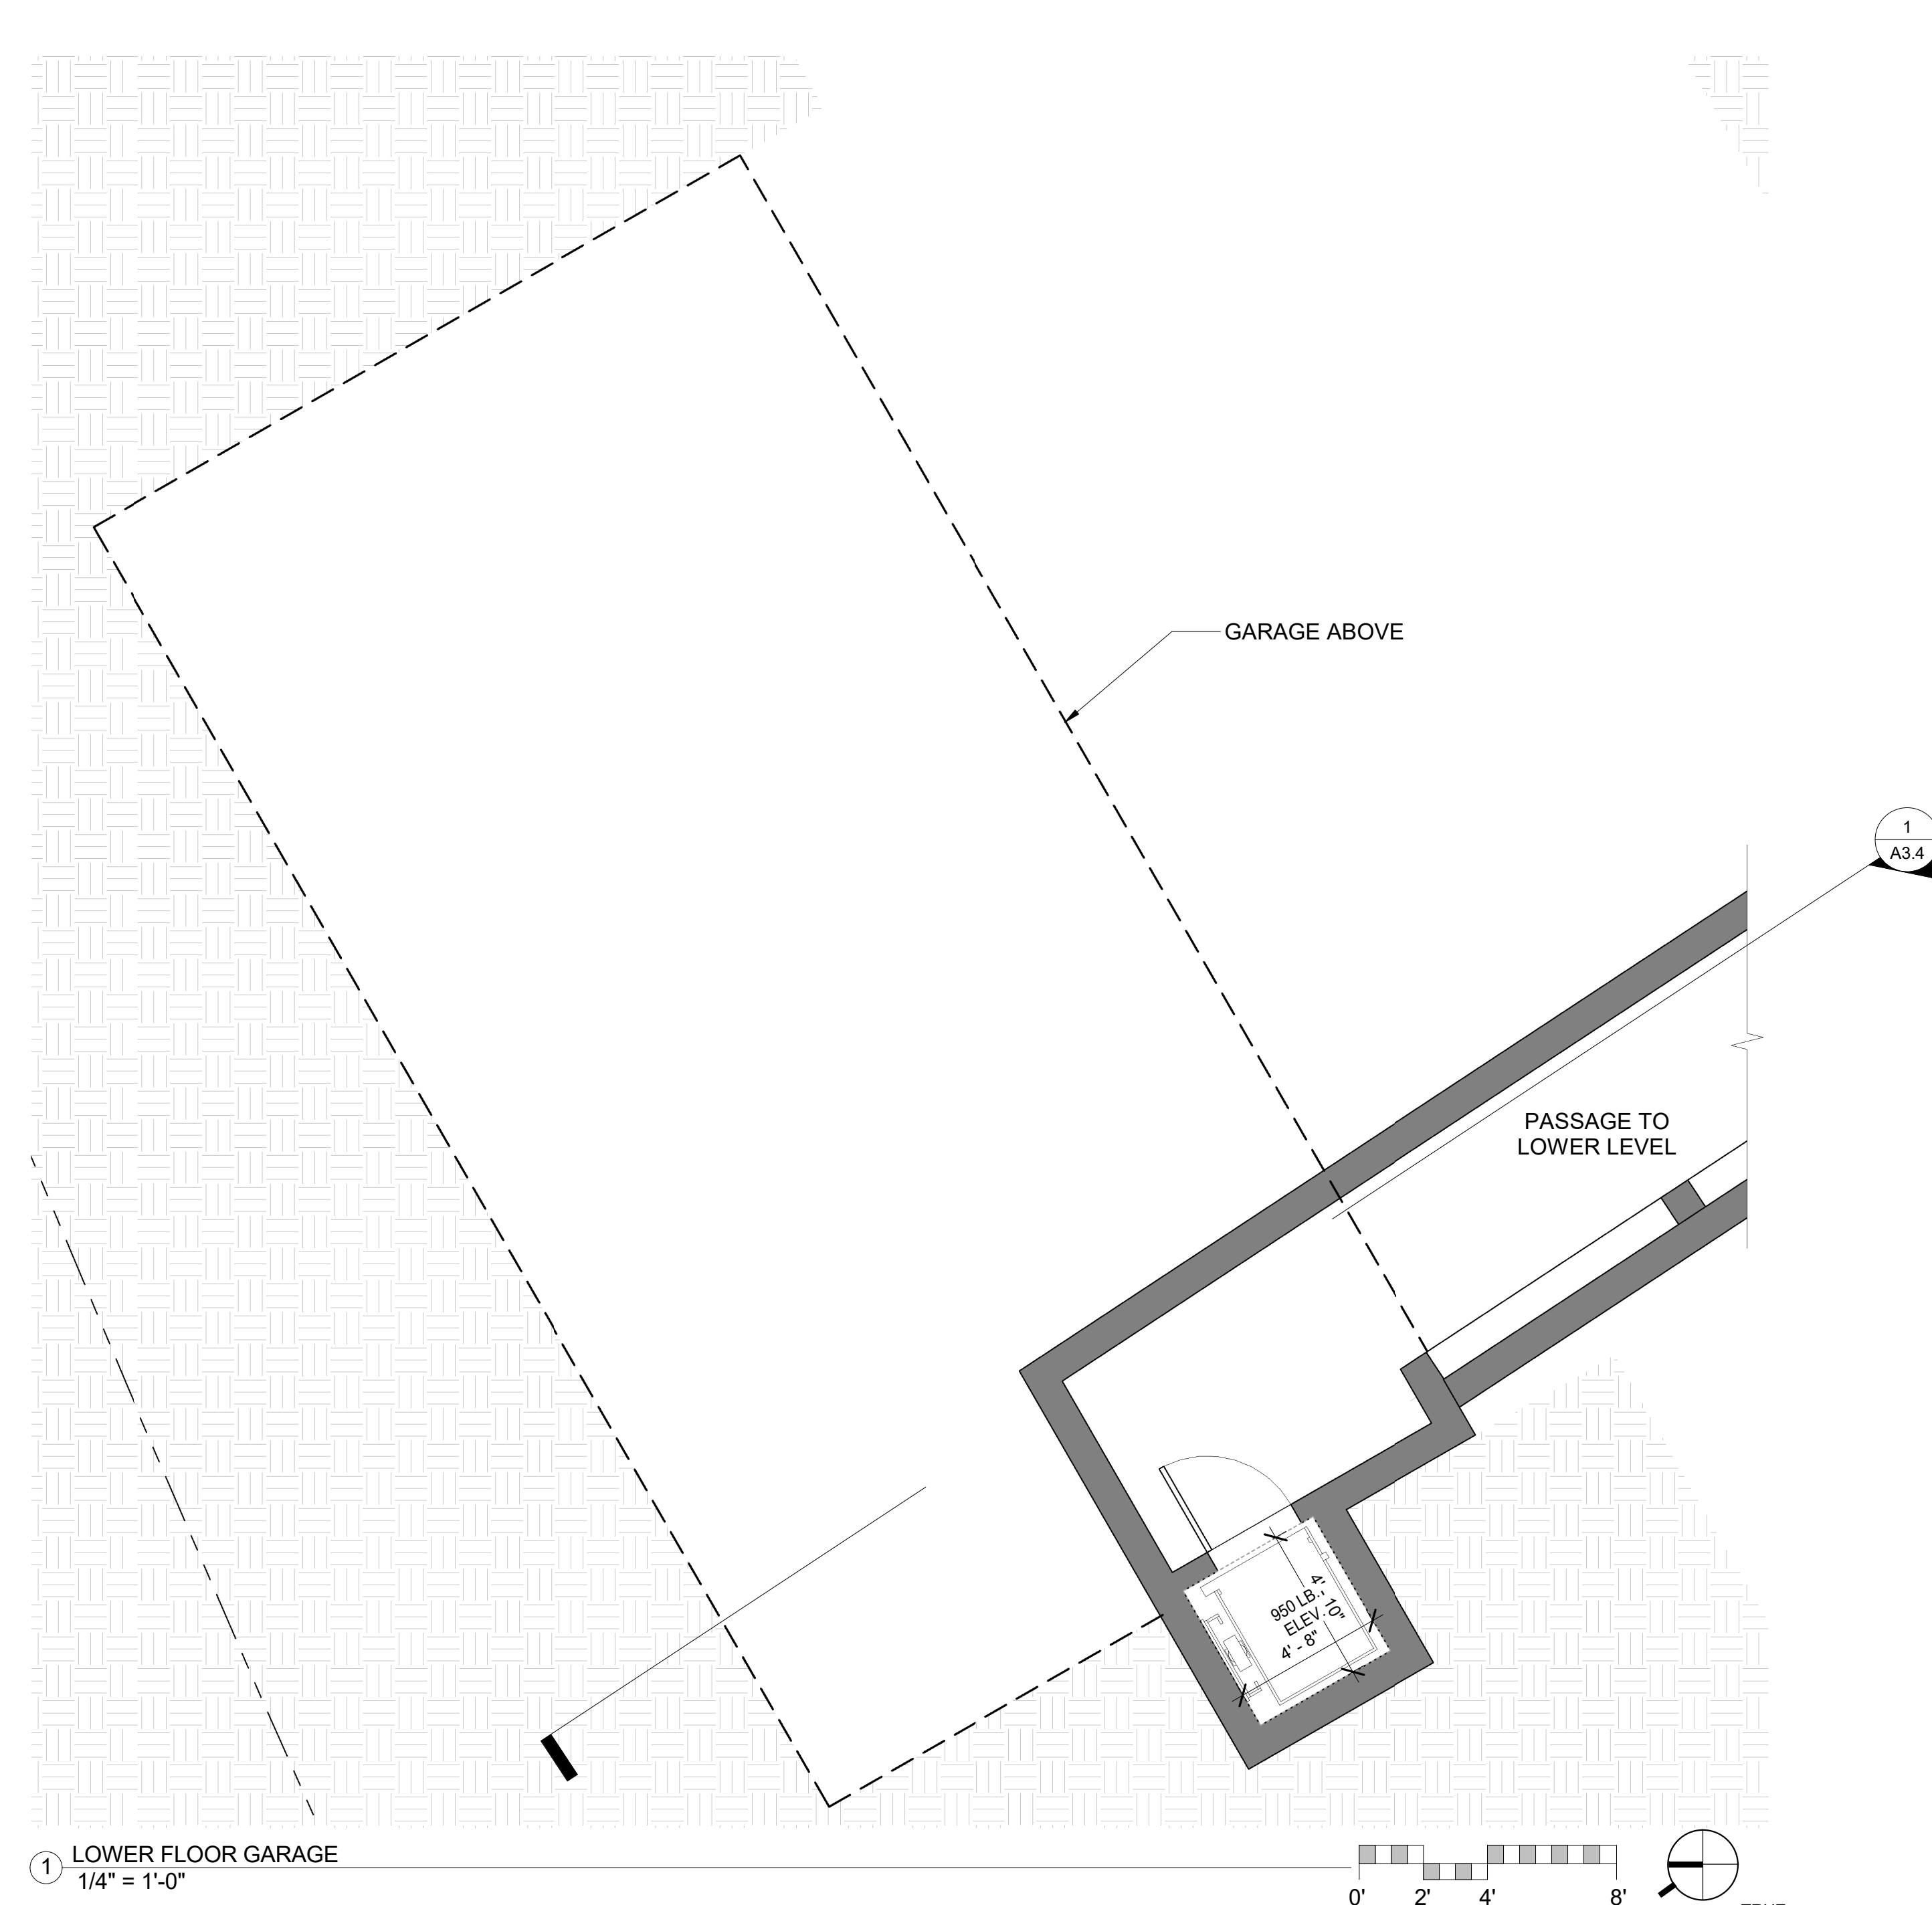 GARAGE ABOVE
1
A3.4
PASSAGE TO
LOWER LEVEL
950 LB.
ELEV.
4' - 10"
4' - 8"
1
LOWER FLOOR GARAGE
1/4" = 1'-0"
0'
2'
4'
8'